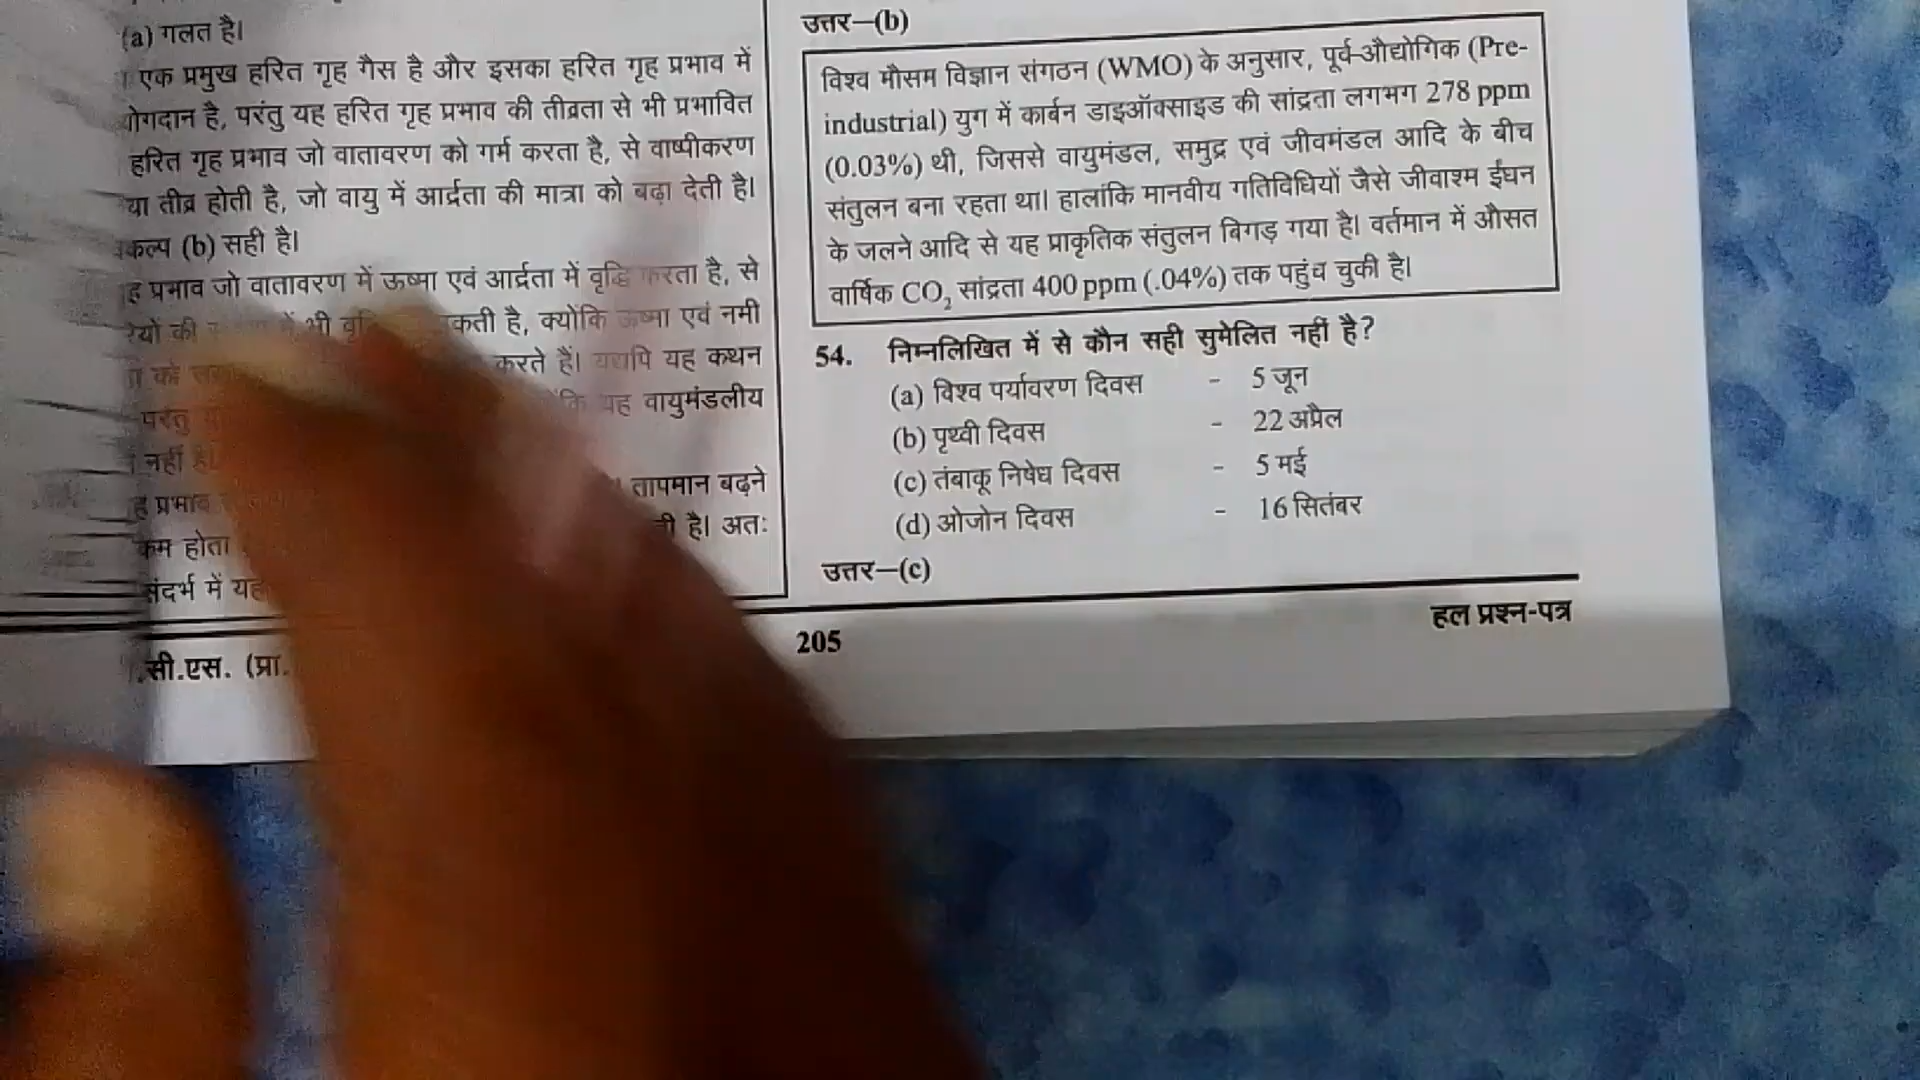 (a) गलत है।
एक प्रमुख हरित गृह गैस है और इसका हरित गृह प्रभाव में
योगदान है, परंतु यह हरित गृह प्रभाव की तीव्रता से भी प्रभावित
हरित गृह प्रभाव जो वातावरण को गर्म करता है, से वाष्पीकरण
या तीव्र होती है, जो वायु में आर्द्रता की मात्रा को बढ़ा देती है।
(b) सही है।
प्रभाव जो वातावरण में ऊष्मा एवं आर्द्रता में वृद्धि करता है, से
की भी कती है, क्योंकि ऊष्मा एवं नमी
करते हैं। यद्यपि यह कथन
परंतु यह वायुमंडलीय
नहीं है।
प्रभाव तापमान बढ़ने
कम होता है। अतः
संदर्भ में यह
सी.एस. (प्रा.
उत्तर—(b)
विश्व मौसम विज्ञान संगठन (WMO) के अनुसार, पूर्व-औद्योगिक (Pre-
industrial) युग में कार्बन डाइऑक्साइड की सांद्रता लगभग 278 ppm
(0.03%) थी, जिससे वायुमंडल, समुद्र एवं जीवमंडल आदि के बीच
संतुलन बना रहता था। हालांकि मानवीय गतिविधियों जैसे जीवाश्म ईंधन
के जलने आदि से यह प्राकृतिक संतुलन बिगड़ गया है। वर्तमान में औसत
वार्षिक CO₂ सांद्रता 400 ppm (.04%) तक पहुंच चुकी है।
54. निम्नलिखित में से कौन सही सुमेलित नहीं है?
(a) विश्व पर्यावरण दिवस - 5 जून
(b) पृथ्वी दिवस - 22 अप्रैल
(c) तंबाकू निषेध दिवस - 5 मई
(d) ओजोन दिवस - 16 सितंबर
उत्तर—(c)
205
हल प्रश्न-पत्र